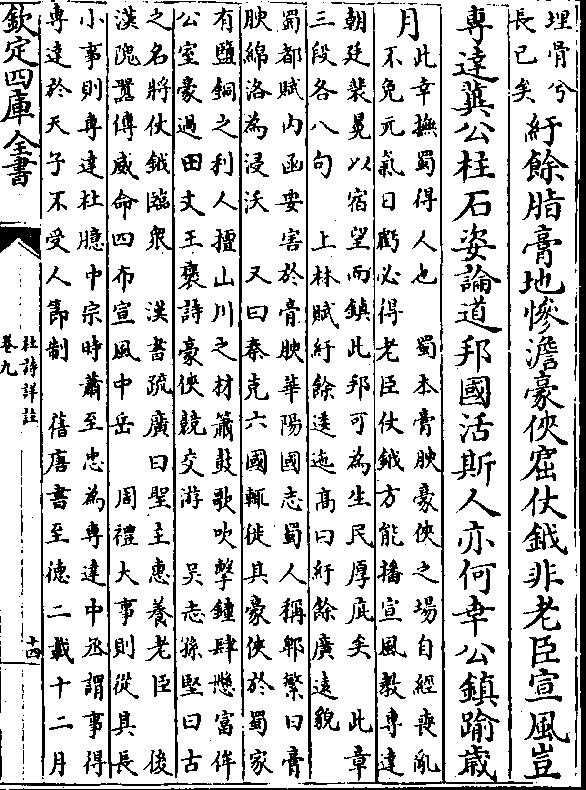 埋骨兮
長已矣
紆餘脂膏地慘澹豪俠窟仗鉞非老臣宣風豈
專達冀公柱石姿論道邦國活斯人亦何幸公鎮踰歳
月
此幸撫蜀得人也　蜀本膏腴豪俠之場自經喪亂
不免元氣日虧必得老臣仗鉞方能播宣風教專達
朝廷裴冕以宿望而鎮此邦可為生民厚庇矣　此章
三段各八句　上林賦紆餘逶迤髙曰紆餘廣逺貌
蜀都賦内函要害於膏腴華陽國志蜀人稱郫繁曰膏
腴綿洛為浸沃　又曰秦克六國輒徙其豪俠於蜀家
有鹽銅之利人擅山川之材簫鼓歌吹擊鐘肆懸富侔
公室豪過田文王褒詩豪俠競交游　吳志孫堅曰古
之名將仗鉞臨衆　漢書疏廣曰聖主惠養老臣　後
漢隗囂傳威命四布宣風中岳　周禮大事則從其長
小事則專達杜臆中宗時蕭至忠為專達中丞謂事得
專達於天子不受人節制　舊唐書至德二載十二月
欽定四庫全書
杜詩詳註
卷九
十四